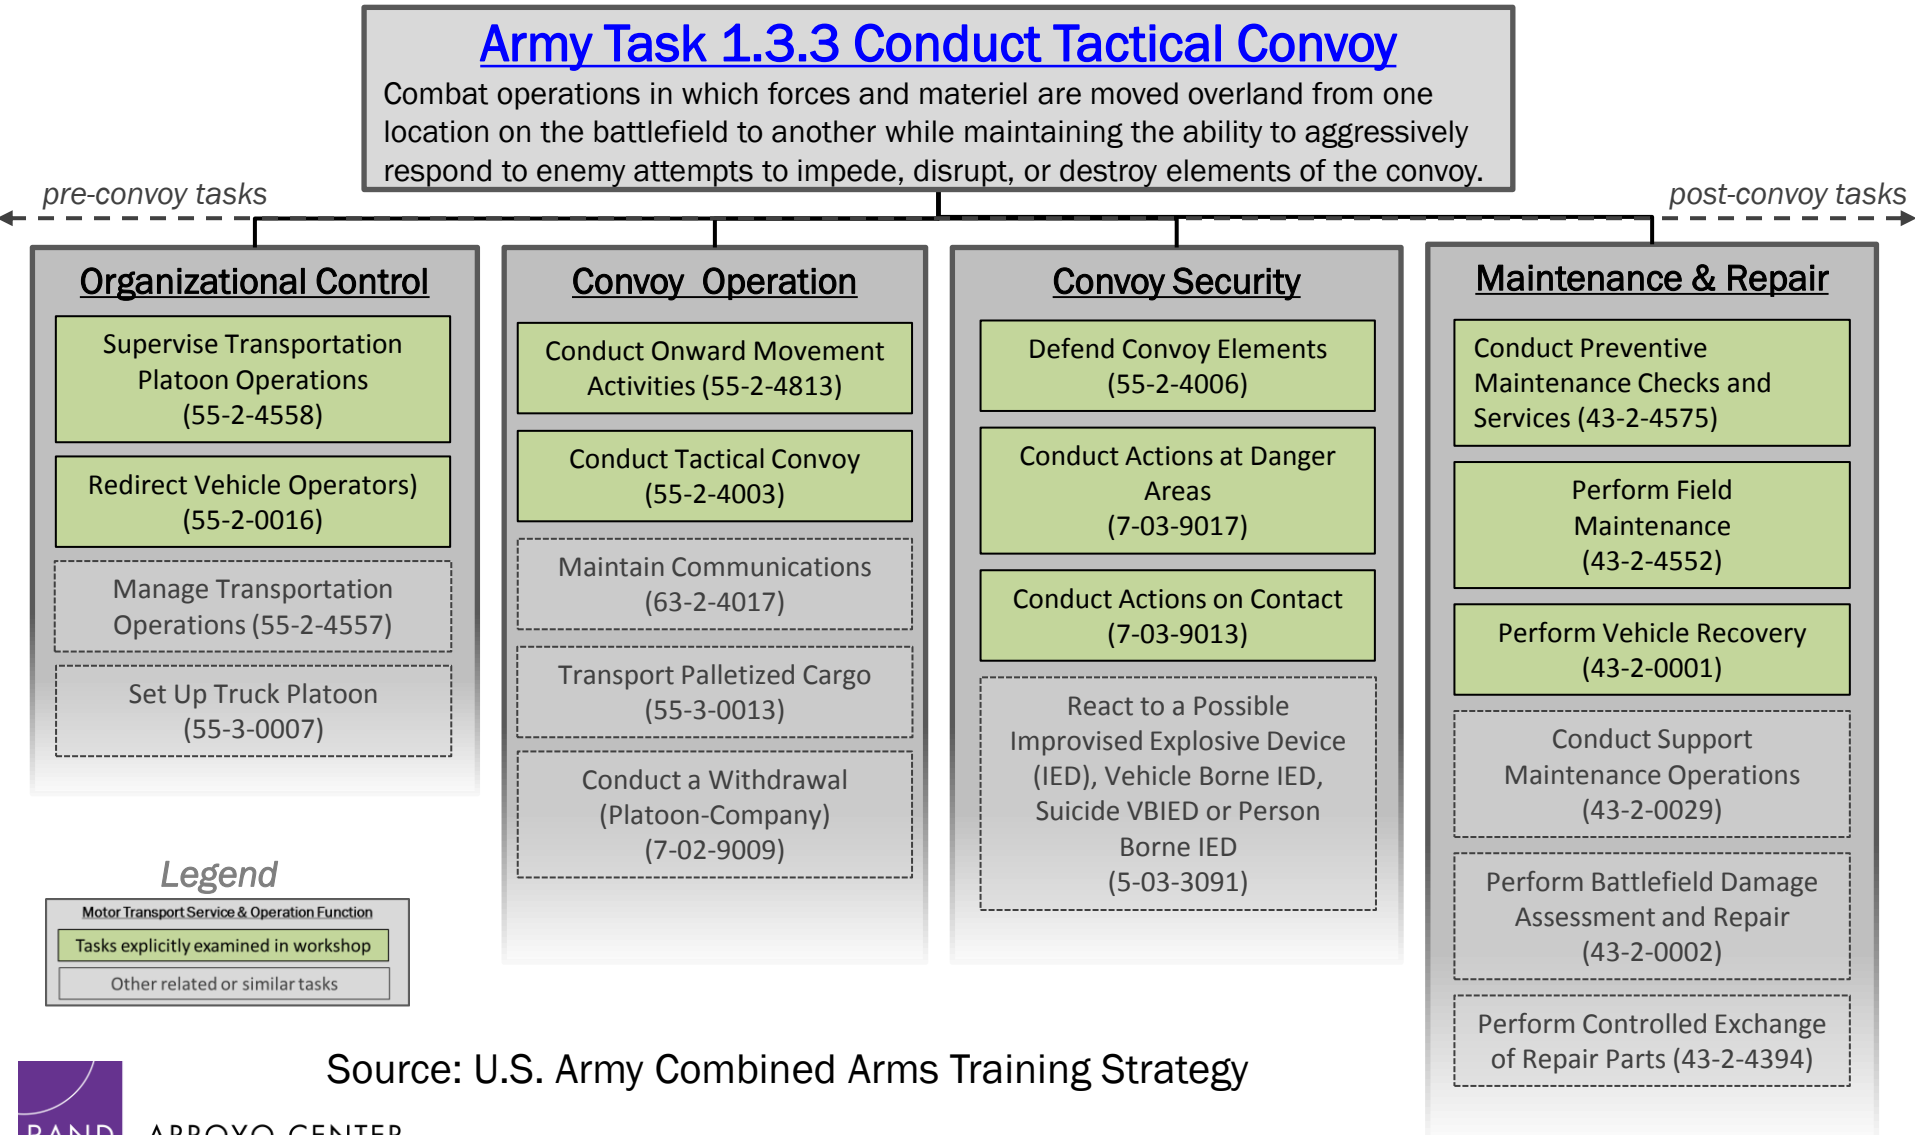 Army Task 1.3.3 Conduct Tactical Convoy
Combat operations in which forces and materiel are moved overland from one
location on the battlefield to another while maintaining the ability to aggressively
respond to enemy attempts to impede, disrupt, or destroy elements of the convoy.
pre-convoy tasks
post-convoy tasks
Organizational Control
Supervise Transportation
Platoon Operations
(55-2-4558)
Redirect Vehicle Operators)
(55-2-0016)
Manage Transportation
Operations (55-2-4557)
Set Up Truck Platoon
(55-3-0007)
Convoy Operation
Conduct Onward Movement
Activities (55-2-4813)
Conduct Tactical Convoy
(55-2-4003)
Maintain Communications
(63-2-4017)
Transport Palletized Cargo
(55-3-0013)
Conduct a Withdrawal
(Platoon-Company)
(7-02-9009)
Convoy Security
Defend Convoy Elements
(55-2-4006)
Conduct Actions at Danger
Areas
(7-03-9017)
Conduct Actions on Contact
(7-03-9013)
React to a Possible
Improvised Explosive Device
(IED), Vehicle Borne IED,
Suicide VBIED or Person
Borne IED
(5-03-3091)
Maintenance & Repair
Conduct Preventive
Maintenance Checks and
Services (43-2-4575)
Perform Field
Maintenance
(43-2-4552)
Perform Vehicle Recovery
(43-2-0001)
Conduct Support
Maintenance Operations
(43-2-0029)
Perform Battlefield Damage
Assessment and Repair
(43-2-0002)
Perform Controlled Exchange
of Repair Parts (43-2-4394)
Legend
Motor Transport Service & Operation Function
Tasks explicitly examined in workshop
Other related or similar tasks
Source: U.S. Army Combined Arms Training Strategy
RAND
ARROYO CENTER